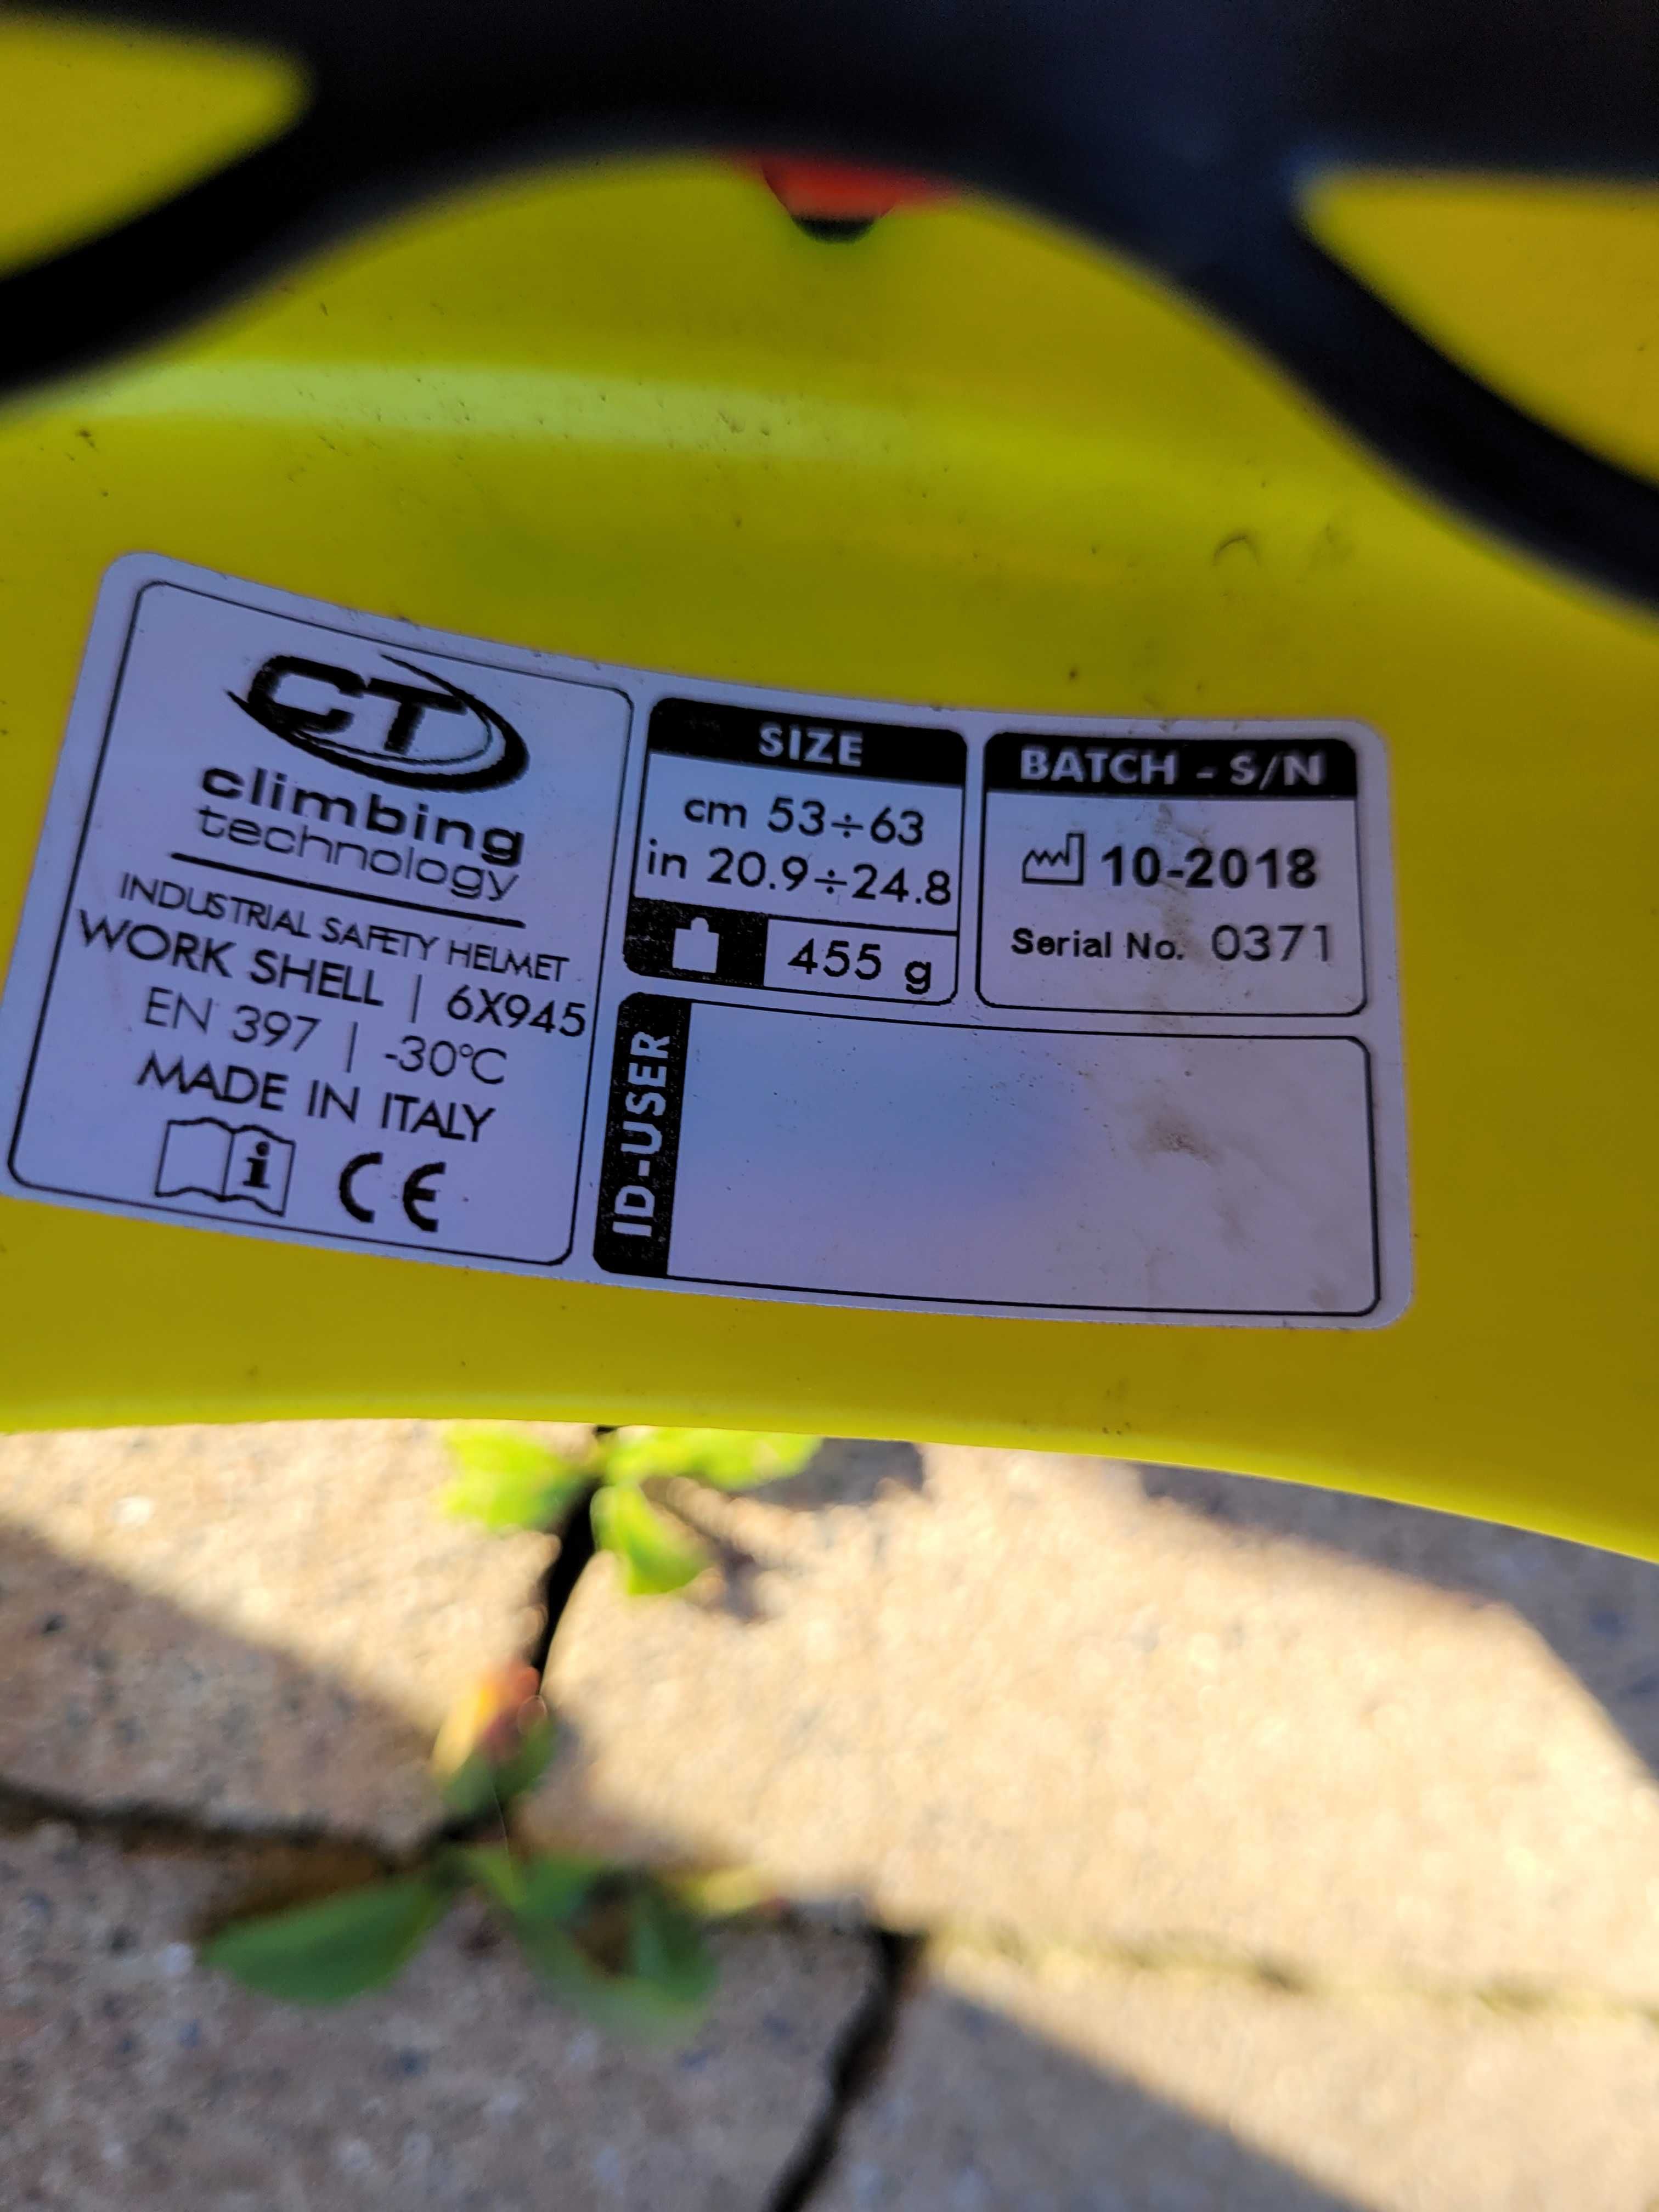 CT
climbing
technology
INDUSTRIAL SAFETY HELMET
WORK SHELL | 6X945
EN 397 | -30°C
MADE IN ITALY
i CE
SIZE
cm 53÷63
in 20.9÷24.8
455 g
BATCH - S/N
10-2018
Serial No. 0371
ID-USER